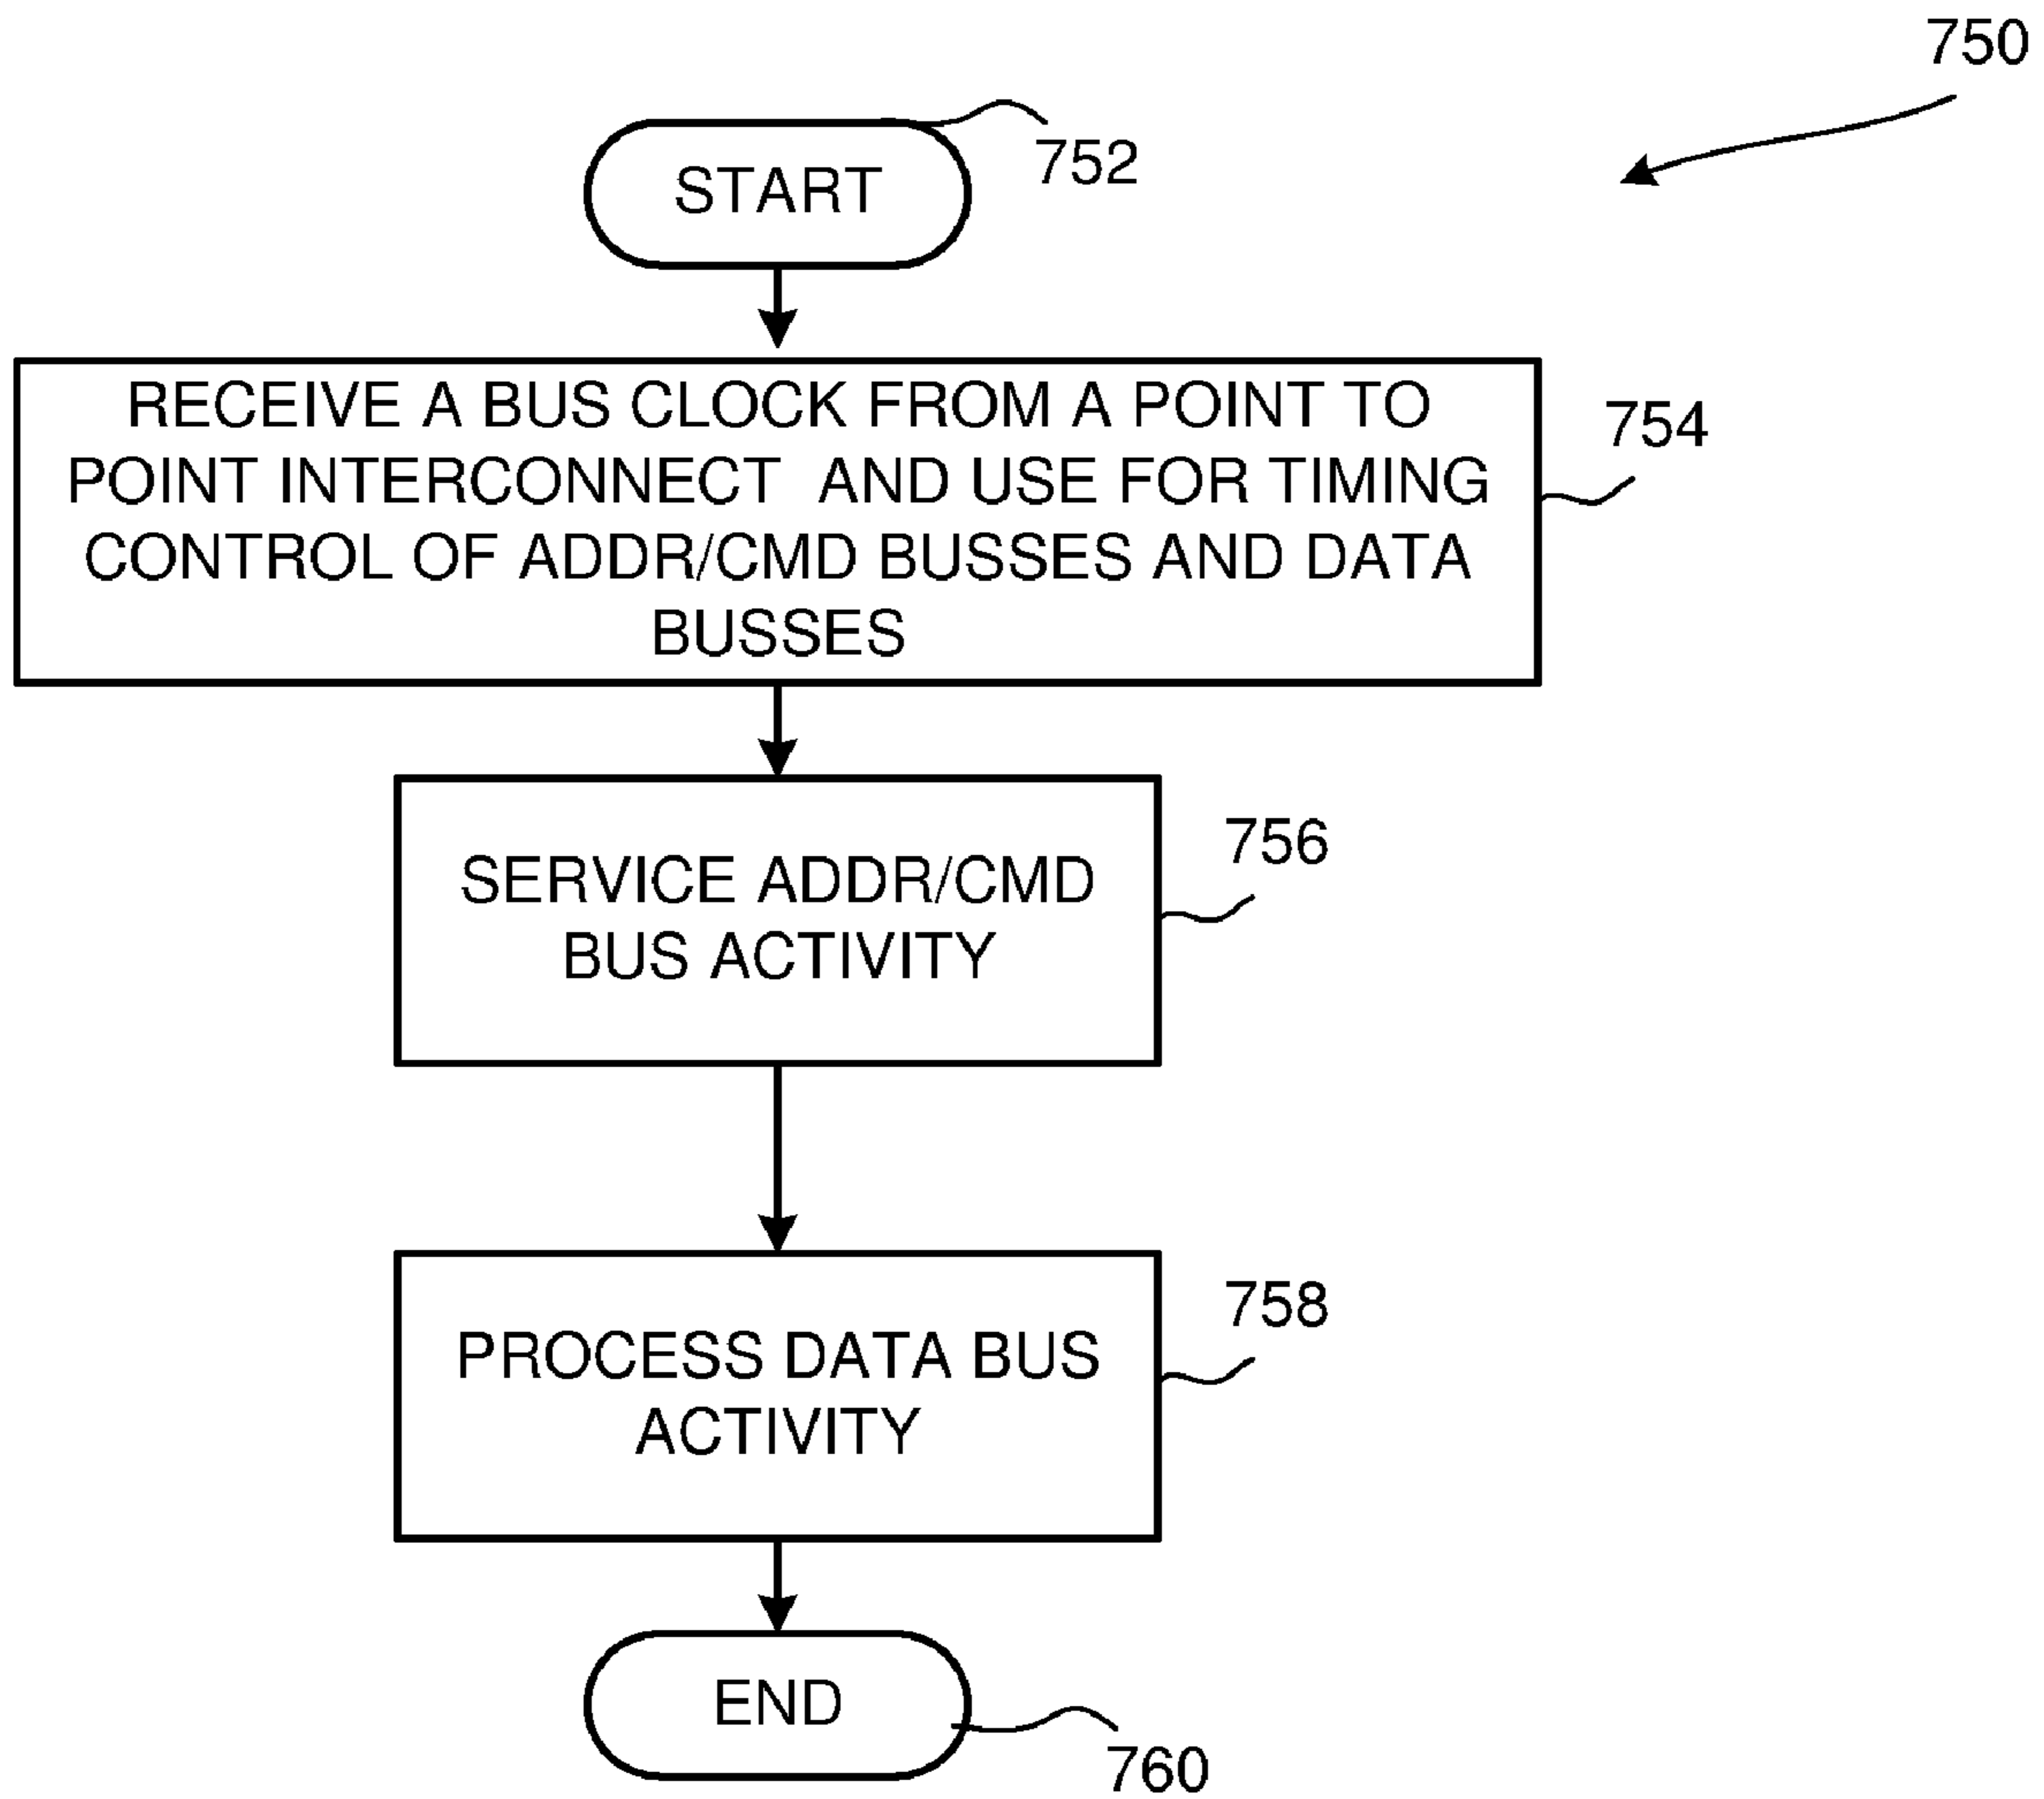 750
752
START
RECEIVE A BUS CLOCK FROM A POINT TO
POINT INTERCONNECT AND USE FOR TIMING
CONTROL OF ADDR/CMD BUSSES AND DATA
BUSSES
754
SERVICE ADDR/CMD
BUS ACTIVITY
756
PROCESS DATA BUS
ACTIVITY
758
END
760